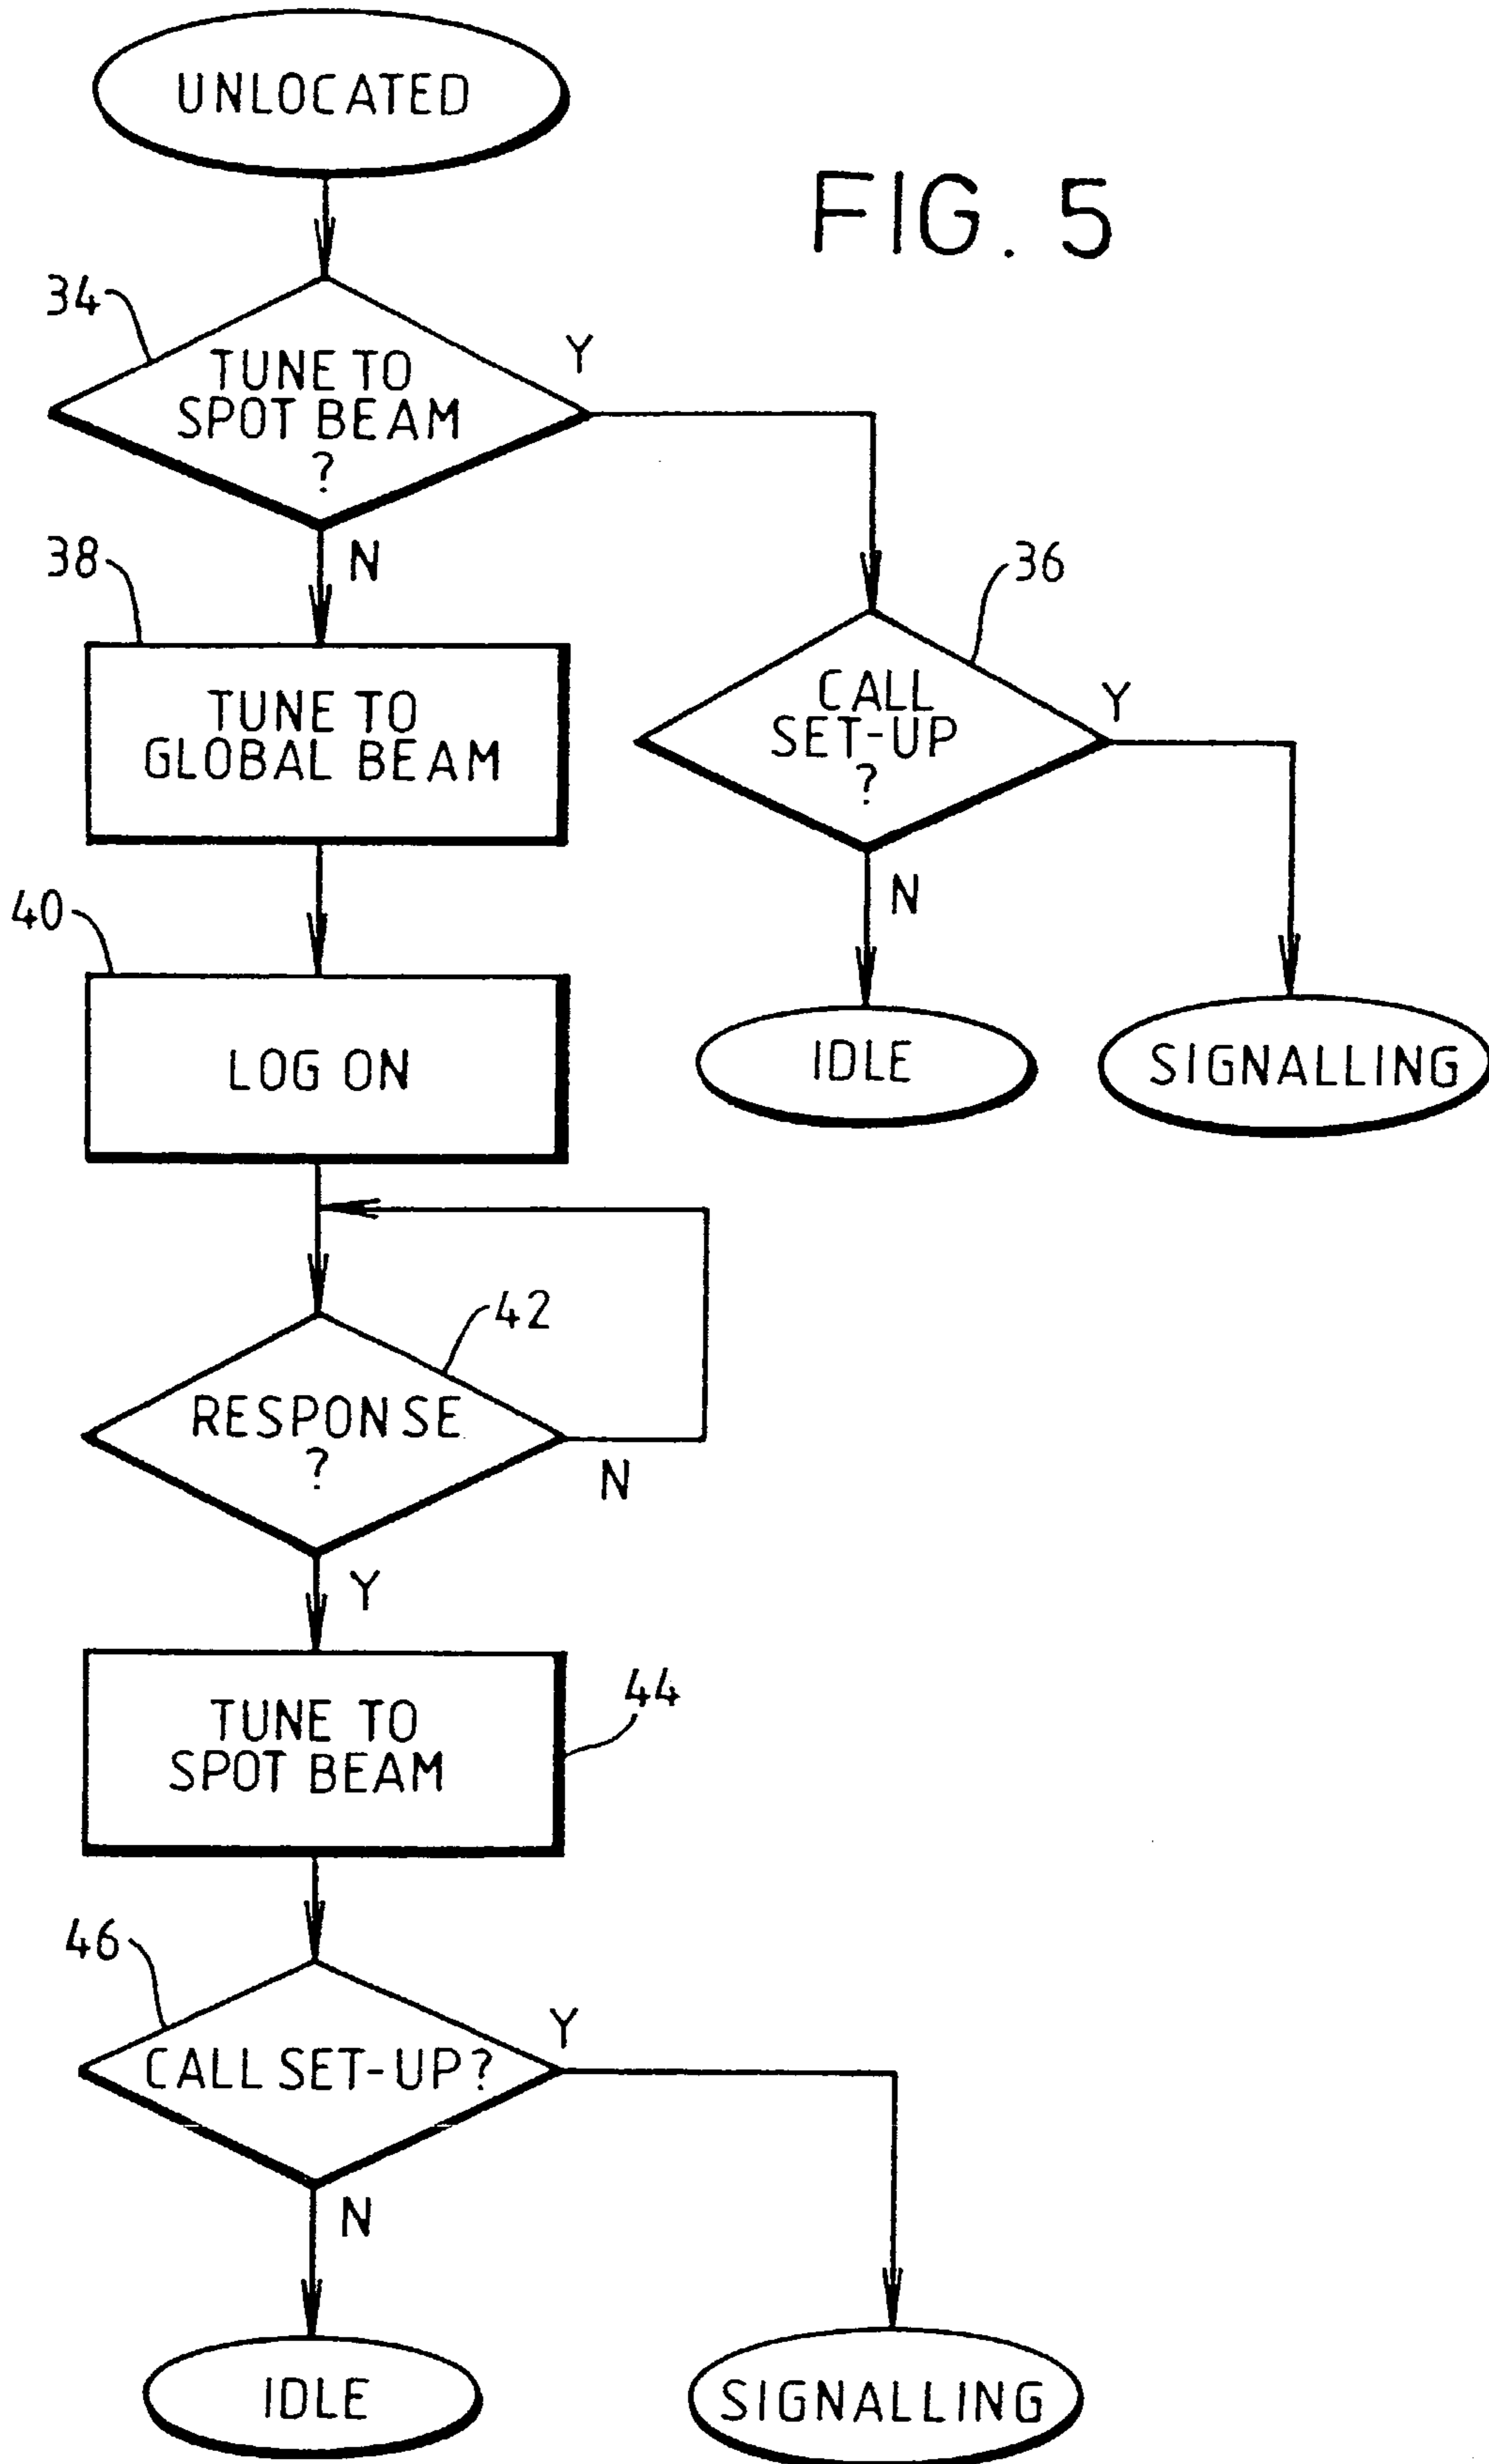 UNLOCATED
FIG. 5
34
TUNE TO
SPOT BEAM
?
Y
N
38
TUNE TO
GLOBAL BEAM
36
CALL
SET-UP
?
Y
N
40
LOG ON
IDLE
SIGNALLING
42
RESPONSE
?
N
Y
44
TUNE TO
SPOT BEAM
46
CALL SET-UP?
Y
N
IDLE
SIGNALLING